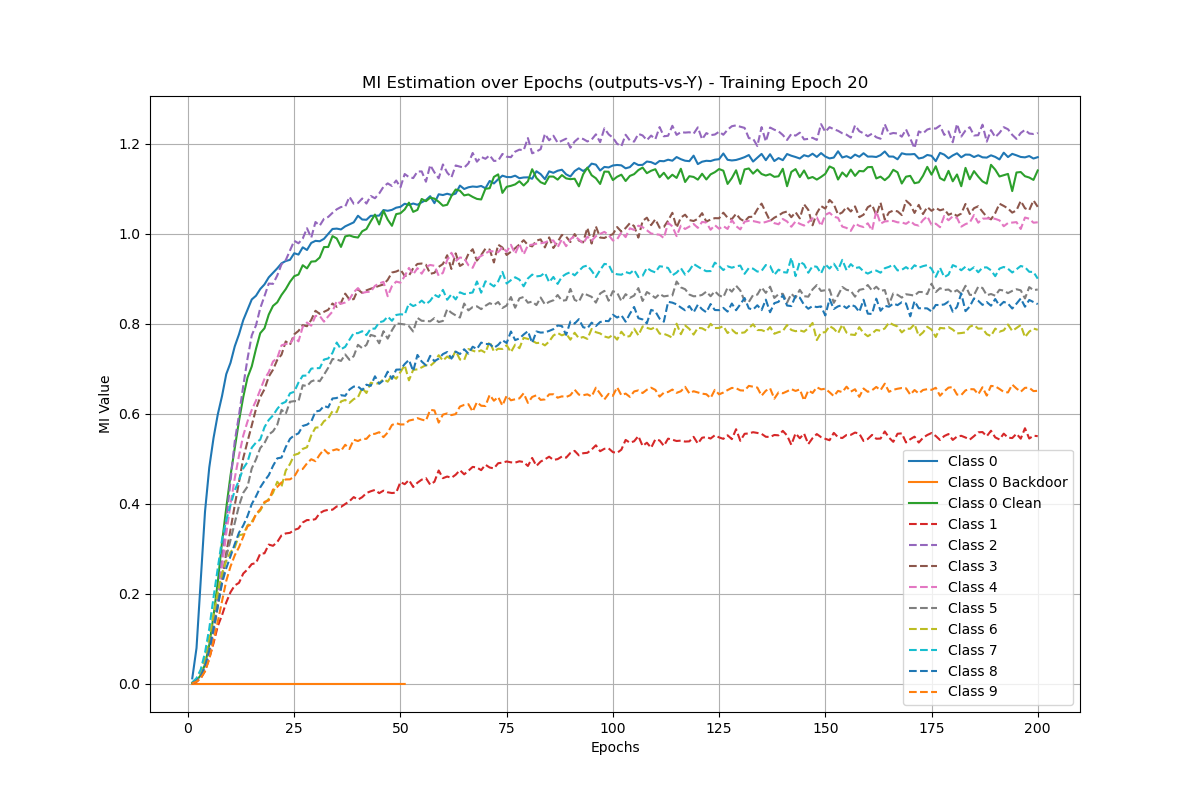 MI Estimation over Epochs (outputs-vs-Y) - Training Epoch 20
MI Value
1.2
1.0
0.8
0.6
0.4
0.2
0.0
0
25
50
75
100
125
150
175
200
Epochs
Class 0
Class 0 Backdoor
Class 0 Clean
Class 1
Class 2
Class 3
Class 4
Class 5
Class 6
Class 7
Class 8
Class 9